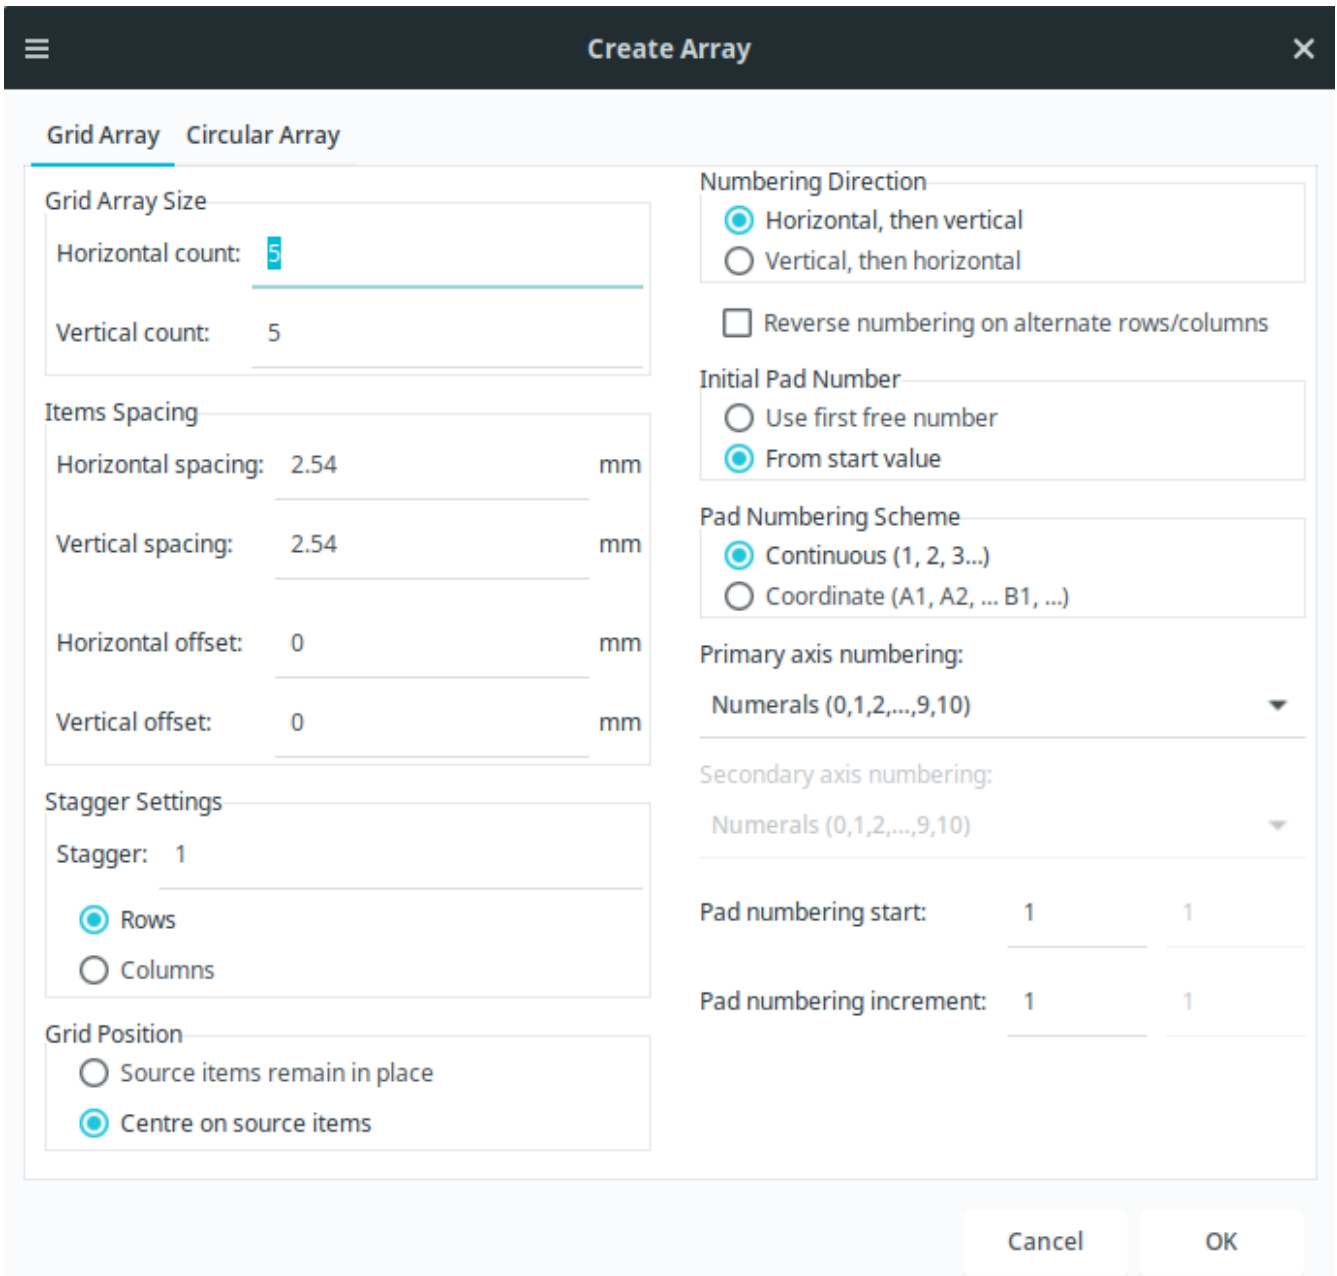 Create Array
Grid Array
Circular Array
Grid Array Size
Horizontal count: 5
Vertical count: 5
Items Spacing
Horizontal spacing: 2.54 mm
Vertical spacing: 2.54 mm
Horizontal offset: 0 mm
Vertical offset: 0 mm
Stagger Settings
Stagger: 1
Rows
Columns
Grid Position
Source items remain in place
Centre on source items
Numbering Direction
Horizontal, then vertical
Vertical, then horizontal
Reverse numbering on alternate rows/columns
Initial Pad Number
Use first free number
From start value
Pad Numbering Scheme
Continuous (1, 2, 3...)
Coordinate (A1, A2, ... B1, ...)
Primary axis numbering:
Numerals (0,1,2,...,9,10)
Secondary axis numbering:
Numerals (0,1,2,...,9,10)
Pad numbering start: 1 1
Pad numbering increment: 1 1
Cancel
OK